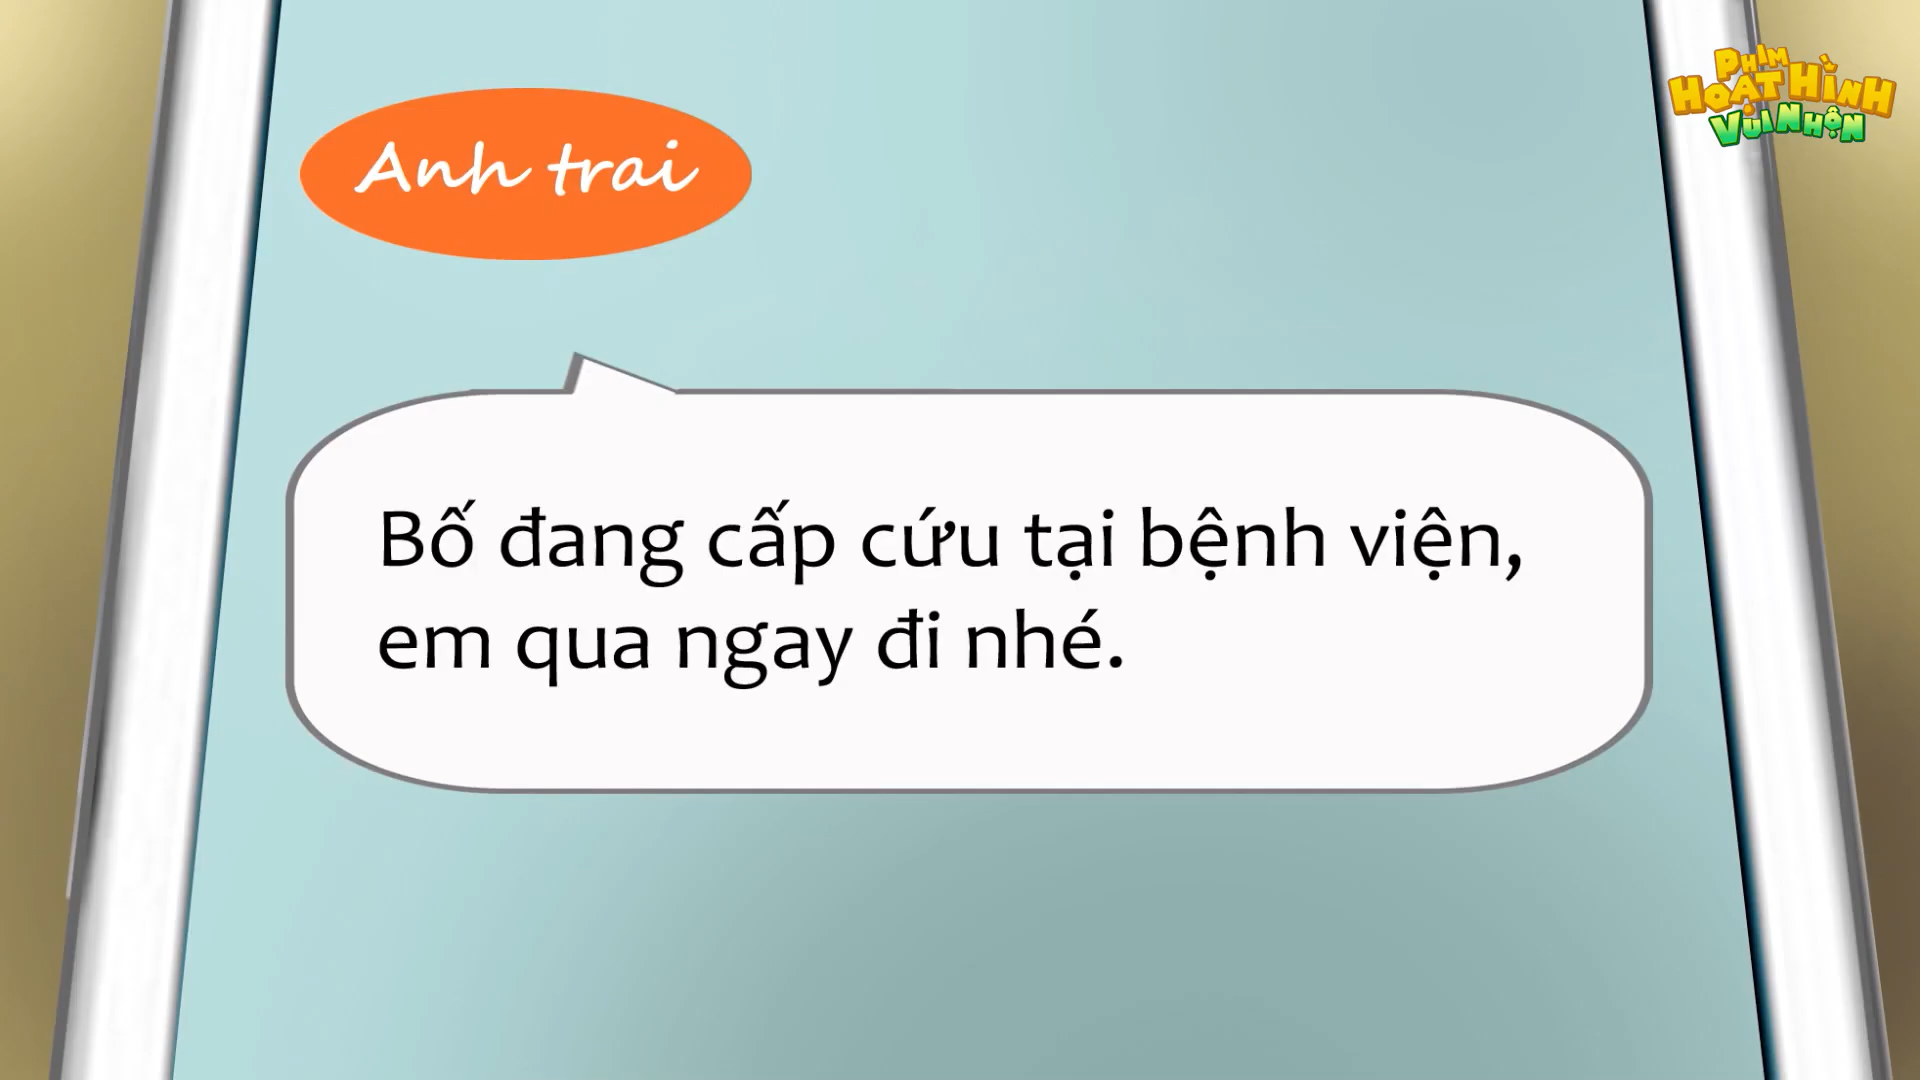 Anh trai
Bố đang cấp cứu tại bệnh viện,
em qua ngay đi nhé.
PHIM
HOẠT HÌNH
VUI NHỘN